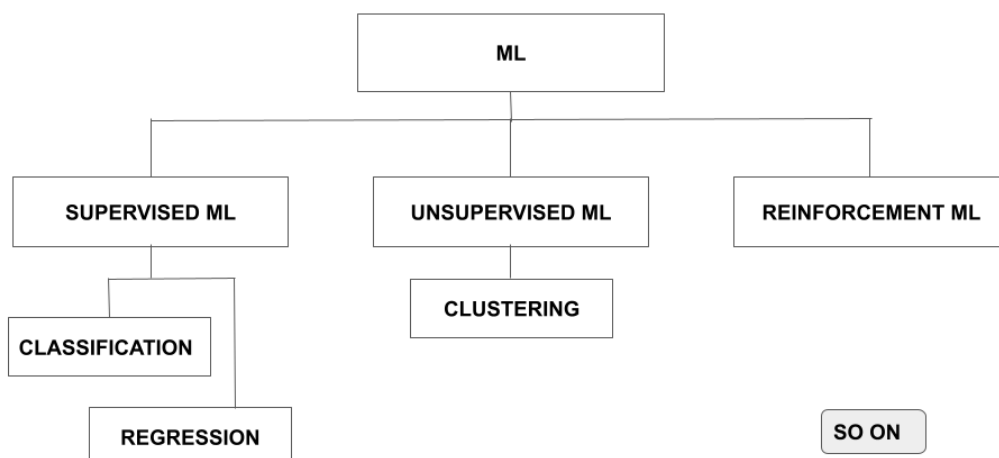 ML
SUPERVISED ML
UNSUPERVISED ML
REINFORCEMENT ML
CLUSTERING
CLASSIFICATION
REGRESSION
SO ON